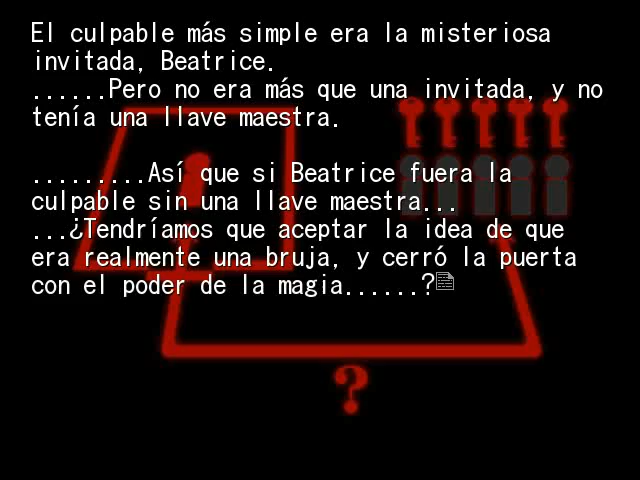 El culpable más simple era la misteriosa
invitada, Beatrice.
......Pero no era más que una invitada, y no
tenía una llave maestra.
.........Así que si Beatrice fuera la
culpable sin una llave maestra...
...¿Tendríamos que aceptar la idea de que
era realmente una bruja, y cerró la puerta
con el poder de la magia......?
?